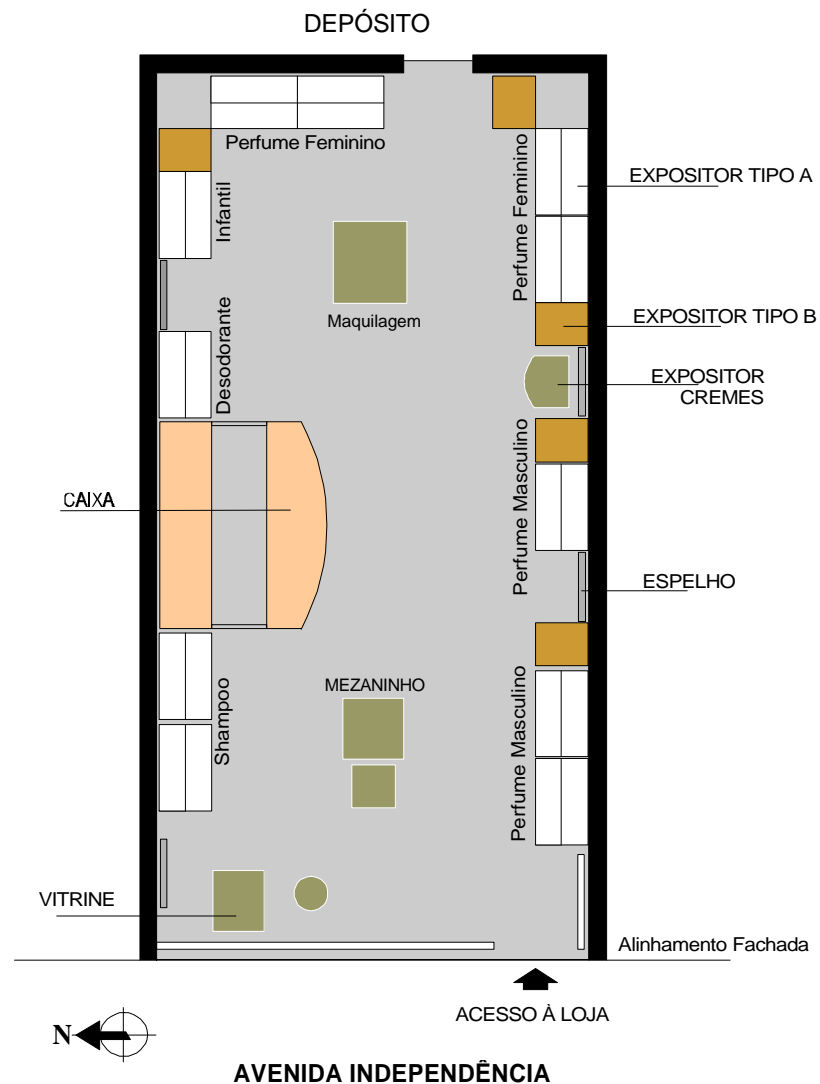 DEPÓSITO
Perfume Feminino
Perfume Feminino
EXPOSITOR TIPO A
Infantil
Maquilagem
EXPOSITOR TIPO B
Desodorante
EXPOSITOR
CREMES
CAIXA
Perfume Masculino
ESPELHO
Shampoo
MEZANINHO
Perfume Masculino
VITRINE
Alinhamento Fachada
ACESSO À LOJA
N
AVENIDA INDEPENDÊNCIA